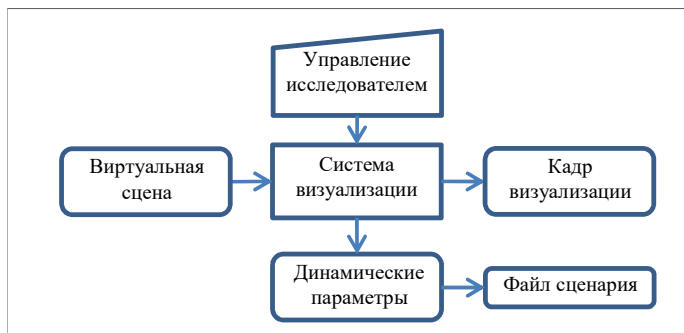 Управление
исследователем
Виртуальная
сцена
Система
визуализации
Кадр
визуализации
Динамические
параметры
Файл сценария